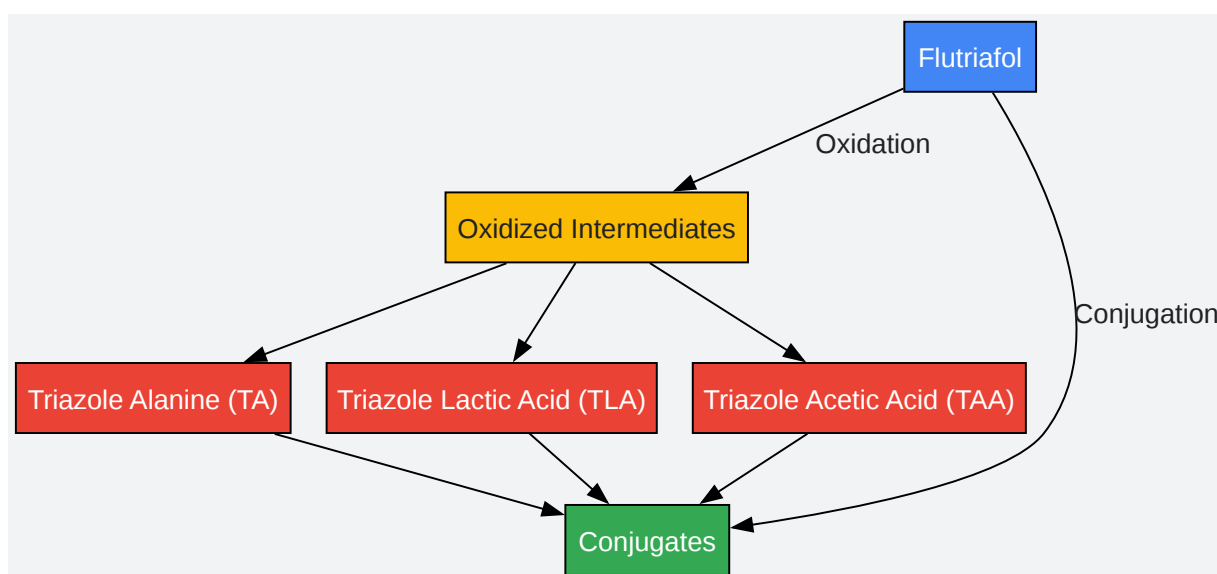 Flutriafol
Oxidation
Oxidized Intermediates
Conjugation
Triazole Alanine (TA)
Triazole Lactic Acid (TLA)
Triazole Acetic Acid (TAA)
Conjugates